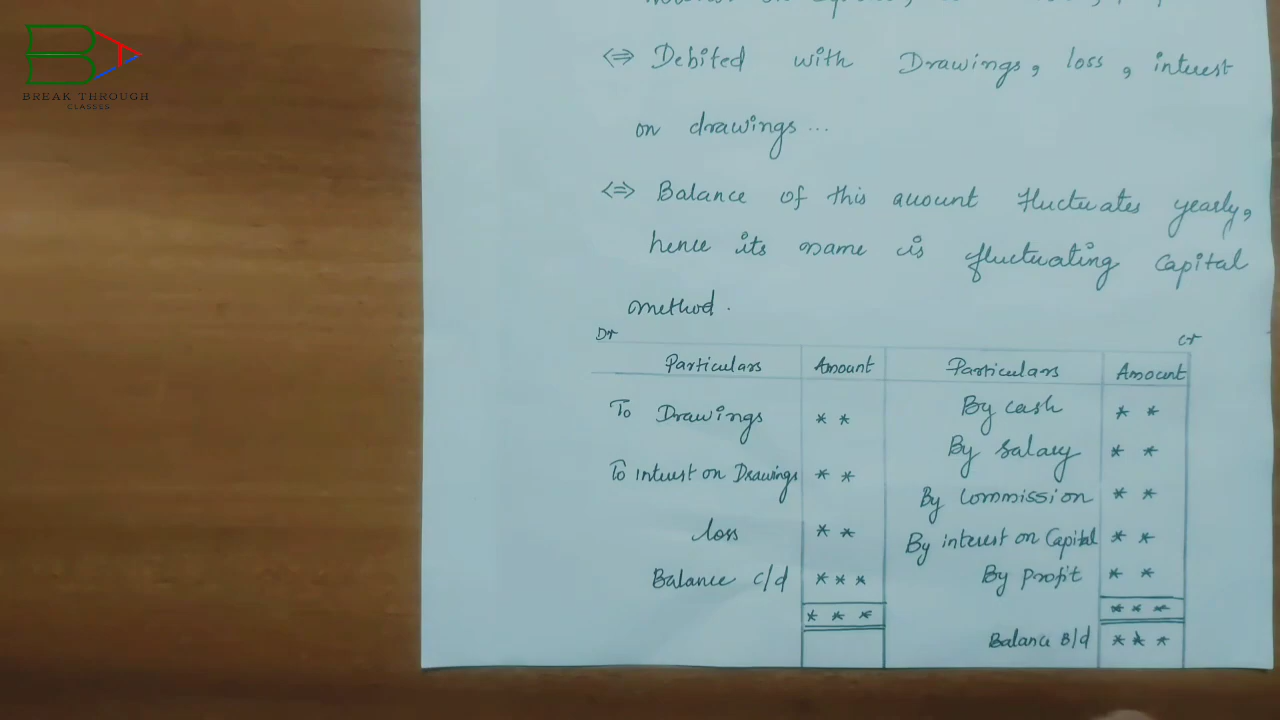 BREAK THROUGH
CLASSES
⇔ Debited with Drawings, loss, interest
on drawings...
⇔ Balance of this account fluctuates yearly,
hence its name is fluctuating Capital
method.
Dr Cr
Particulars Amount Particulars Amount
To Drawings * * By cash * *
By Salary * *
To interest on Drawings * * By Commission * *
loss * * By interest on Capital * *
Balance c/d * * * By profit * *
* * * * * *
Balance B/d * * *